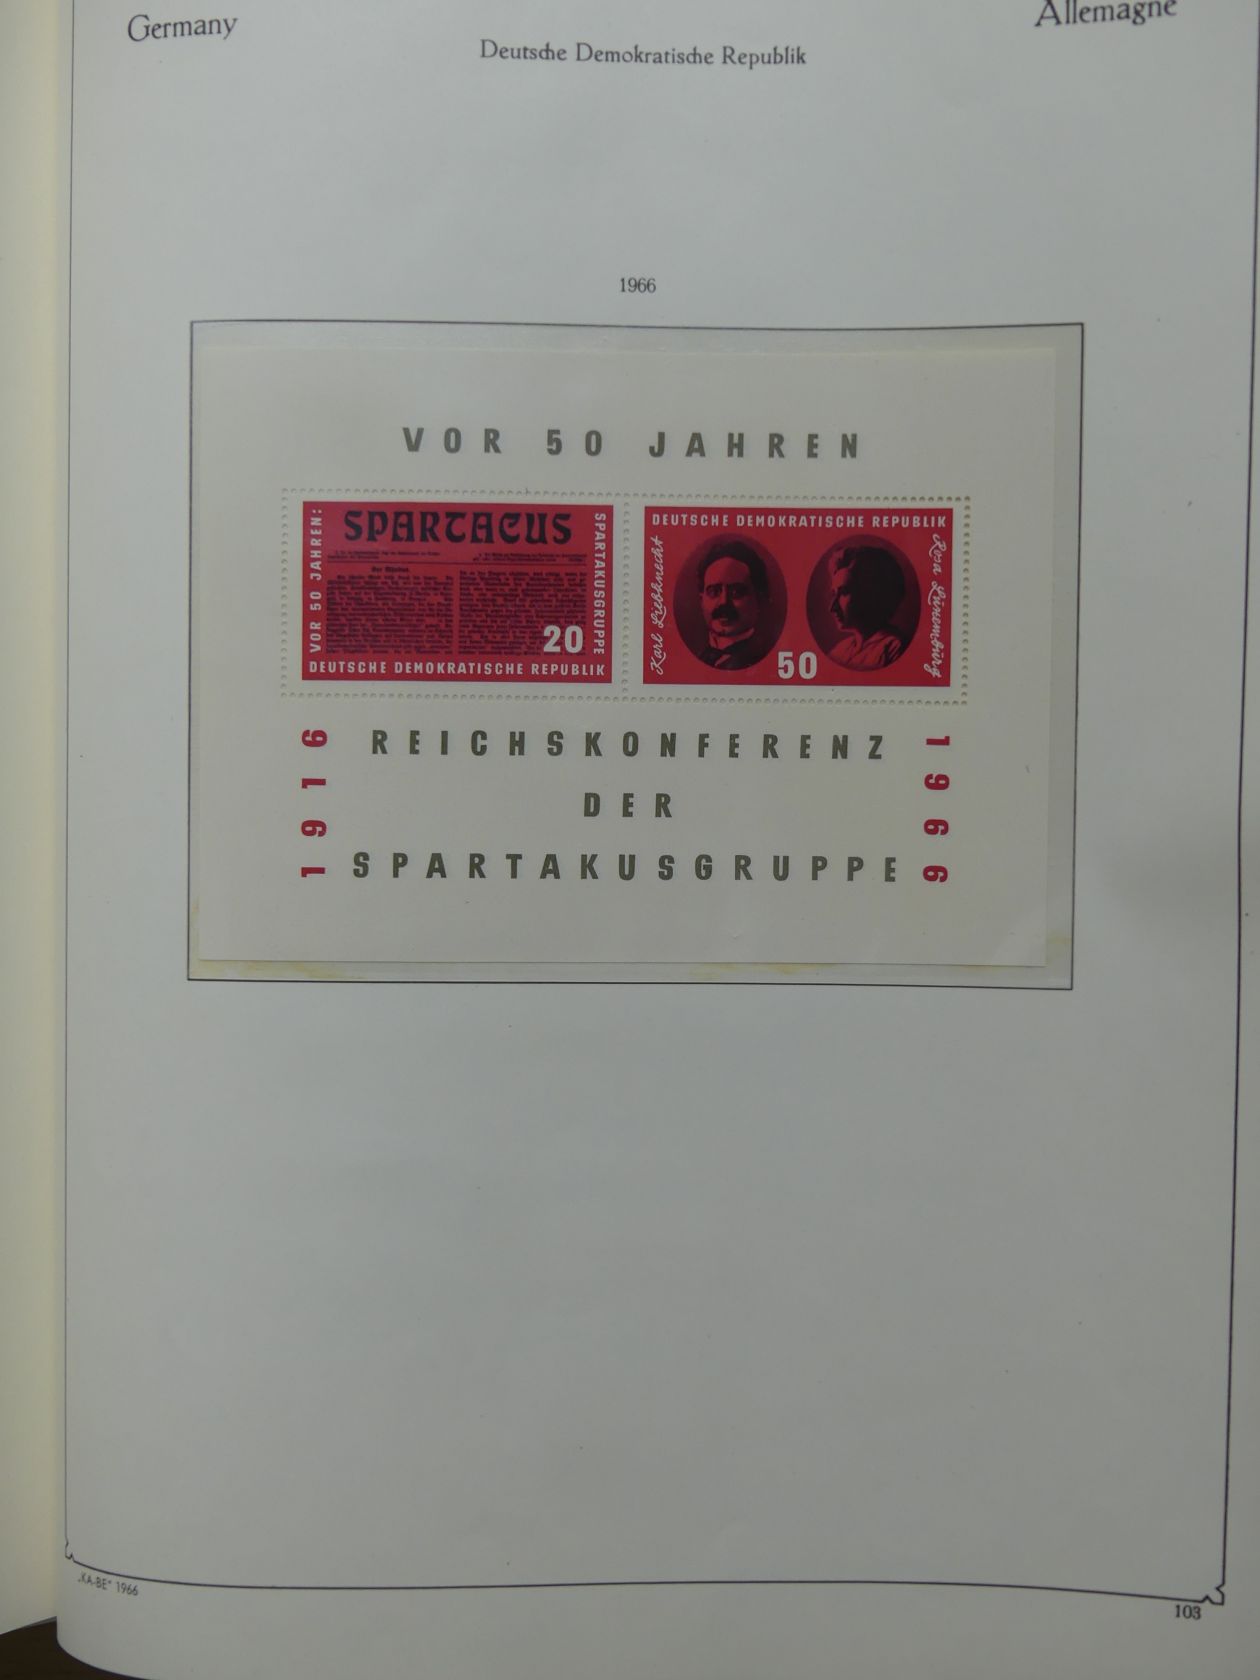 Germany
Allemagne
Deutsche Demokratische Republik
1966
VOR 50 JAHREN
VOR 50 JAHREN:
SPARTACUS
SPARTAKUSGRUPPE
20
DEUTSCHE DEMOKRATISCHE REPUBLIK
DEUTSCHE DEMOKRATISCHE REPUBLIK
Karl Liebknecht
Rosa Luxemburg
50
1916
REICHSKONFERENZ
DER
SPARTAKUSGRUPPE
1966
„KA-BE“ 1966
103